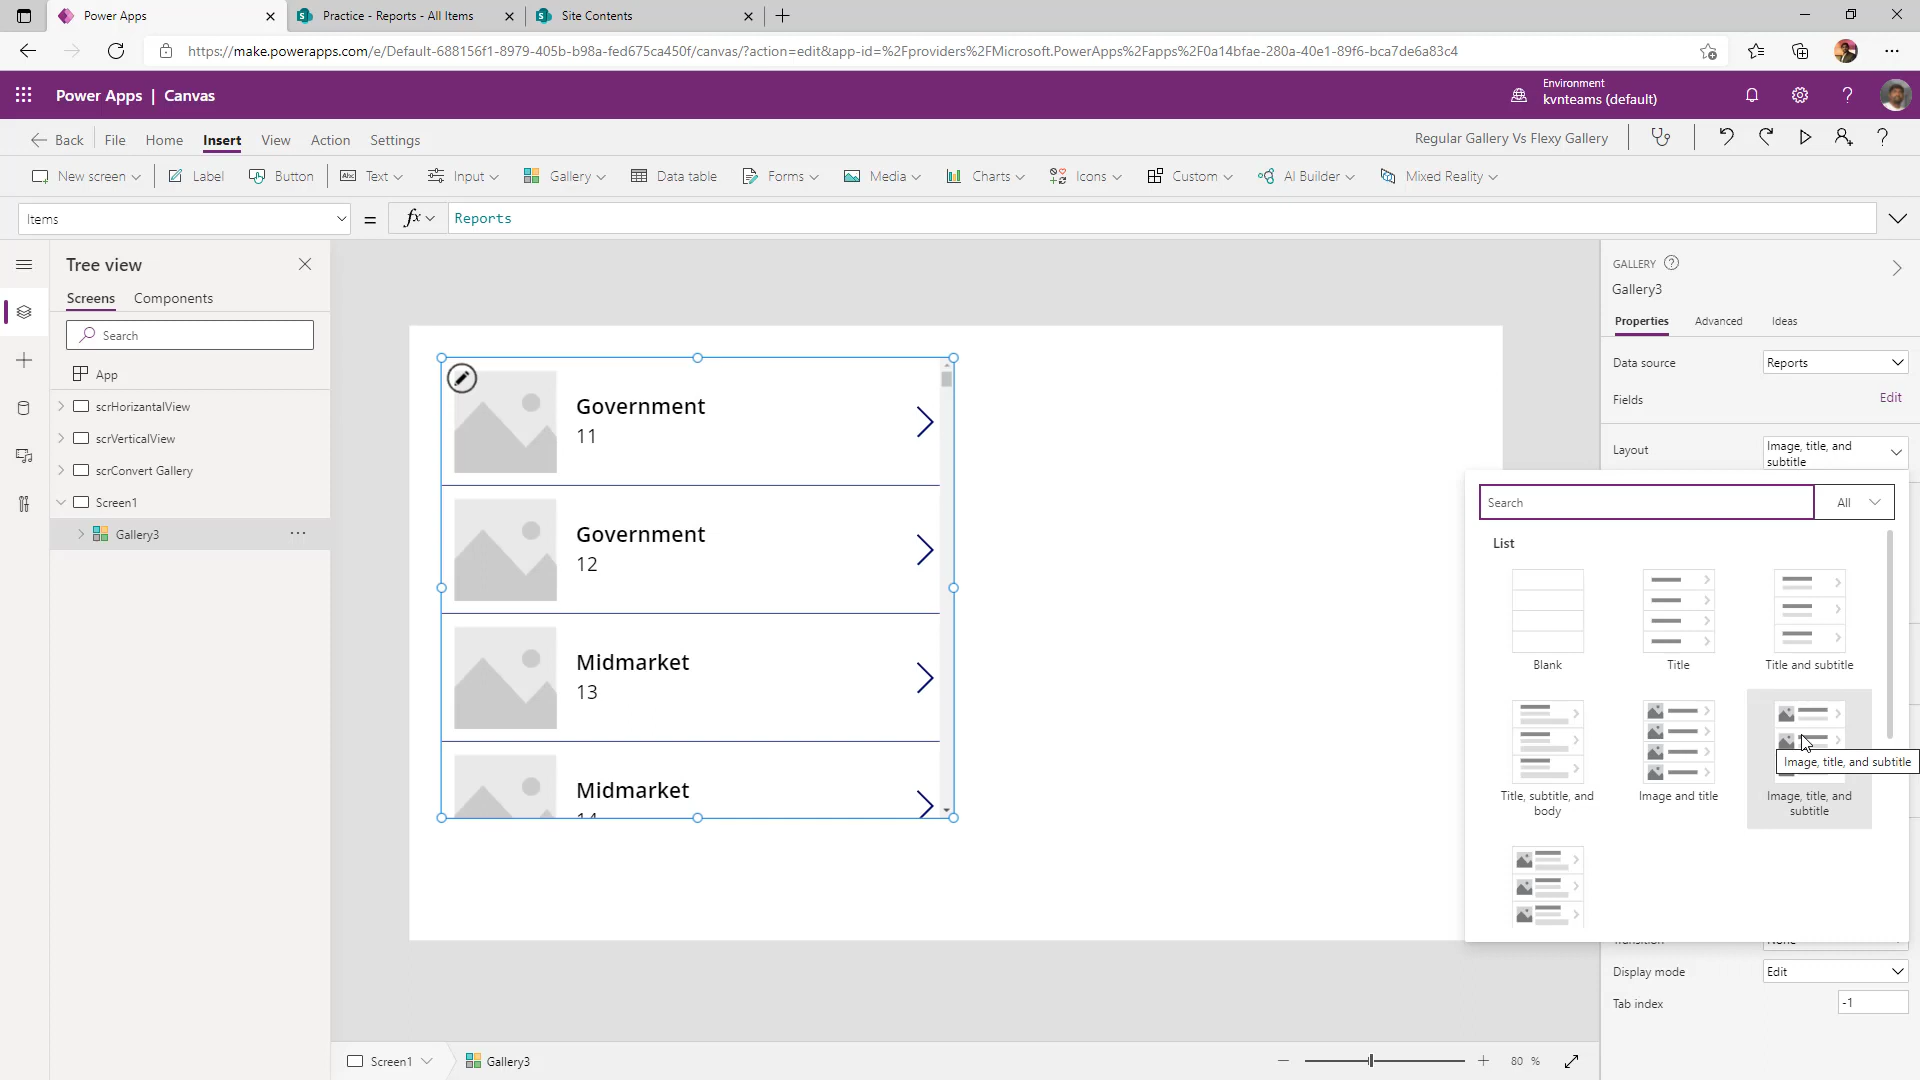 Power Apps
Practice - Reports - All Items
Site Contents
https://make.powerapps.com/e/Default-688156f1-8979-405b-b98a-fed675ca450f/canvas/?action=edit&app-id=%2Fproviders%2FMicrosoft.PowerApps%2Fapps%2F0a14bfae-280a-40e1-89f6-bca7de6a83c4
Power Apps | Canvas
Environment
kvnteams (default)
Back
File
Home
Insert
View
Action
Settings
Regular Gallery Vs Flexy Gallery
New screen
Label
Button
Text
Input
Gallery
Data table
Forms
Media
Charts
Icons
Custom
AI Builder
Mixed Reality
Items
=
fx
Reports
Tree view
Screens
Components
Search
App
scrHorizantalView
scrVerticalView
scrConvert Gallery
Screen1
Gallery3
Government
11
Government
12
Midmarket
13
Midmarket
GALLERY
Gallery3
Properties
Advanced
Ideas
Data source
Reports
Fields
Edit
Layout
Image, title, and
subtitle
Search
All
List
Blank
Title
Title and subtitle
Title, subtitle, and
body
Image and title
Image, title, and subtitle
Image, title, and
subtitle
Display mode
Edit
Tab index
-1
Screen1
Gallery3
80 %